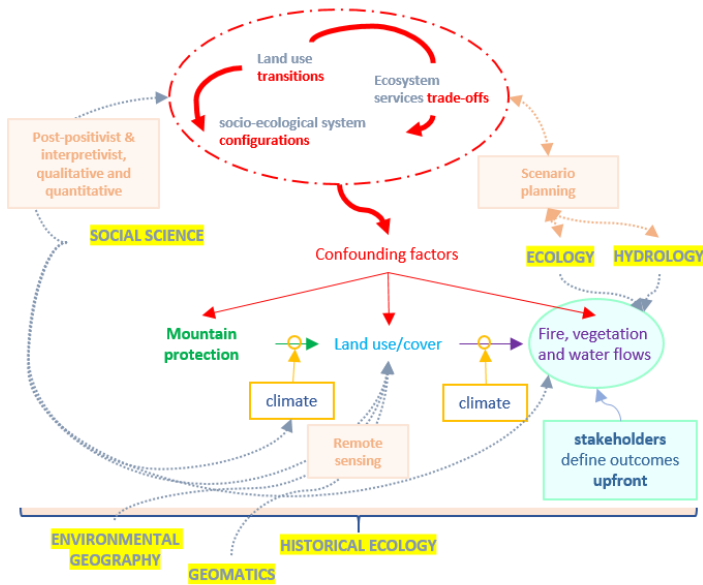 Land use
transitions
Ecosystem
services trade-offs
socio-ecological system
configurations
Post-positivist &
interpretivist,
qualitative and
quantitative
Scenario
planning
SOCIAL SCIENCE
ECOLOGY
HYDROLOGY
Confounding factors
Mountain
protection
Land use/cover
Fire, vegetation
and water flows
climate
climate
Remote
sensing
stakeholders
define outcomes
upfront
ENVIRONMENTAL
GEOGRAPHY
HISTORICAL ECOLOGY
GEOMATICS